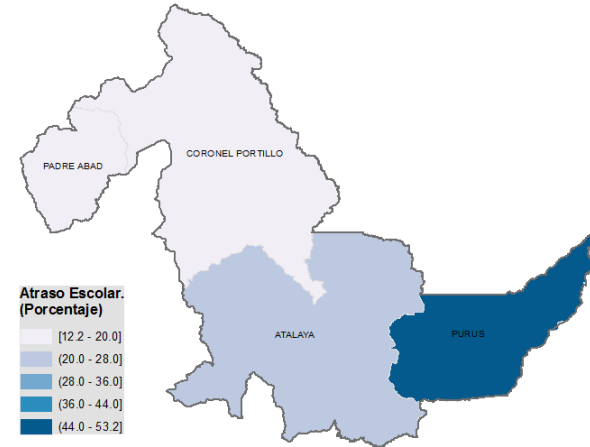 CORONEL PORTILLO
PADRE ABAD
ATALAYA
PURUS
Atraso Escolar.
(Porcentaje)
[12.2 - 20.0]
(20.0 - 28.0]
(28.0 - 36.0]
(36.0 - 44.0]
(44.0 - 53.2]